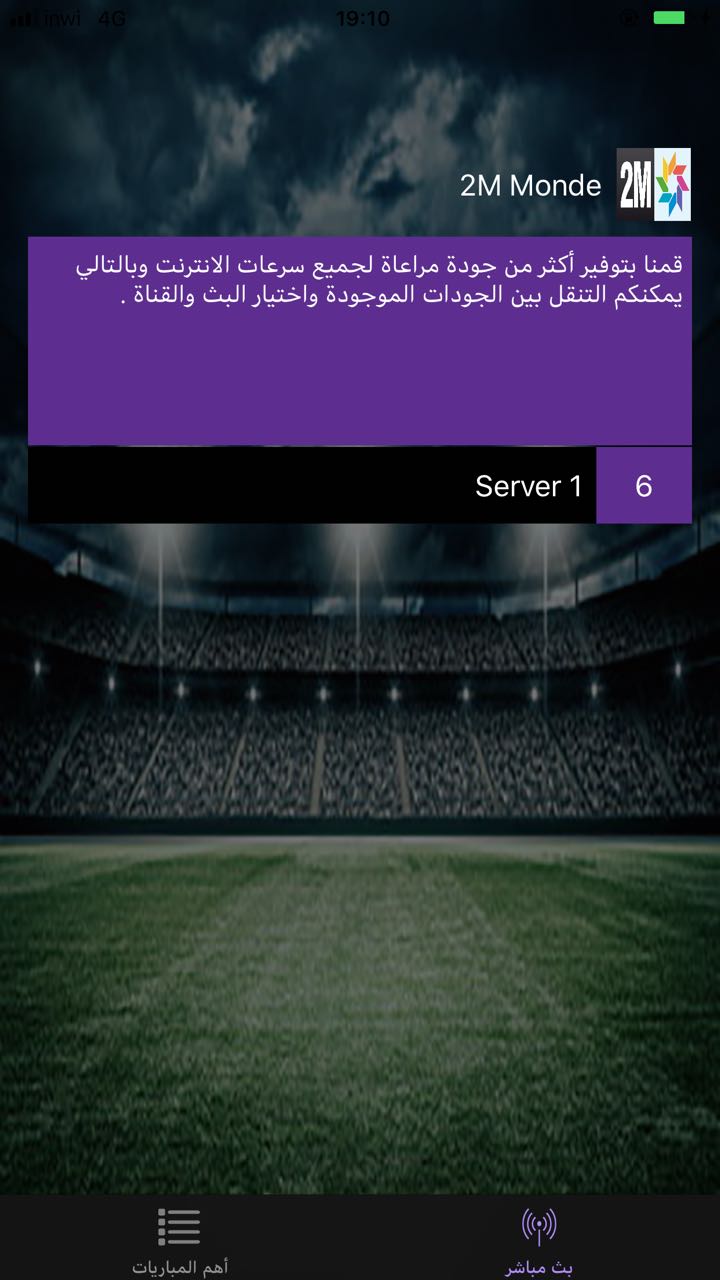 inwi 4G 19:10
2M Monde 2M
قمنا بتوفير أكثر من جودة مراعاة لجميع سرعات الانترنت وبالتالي
يمكنكم التنقل بين الجودات الموجودة واختيار البث والقناة .
Server 1 6
بث مباشر
أهم المباريات